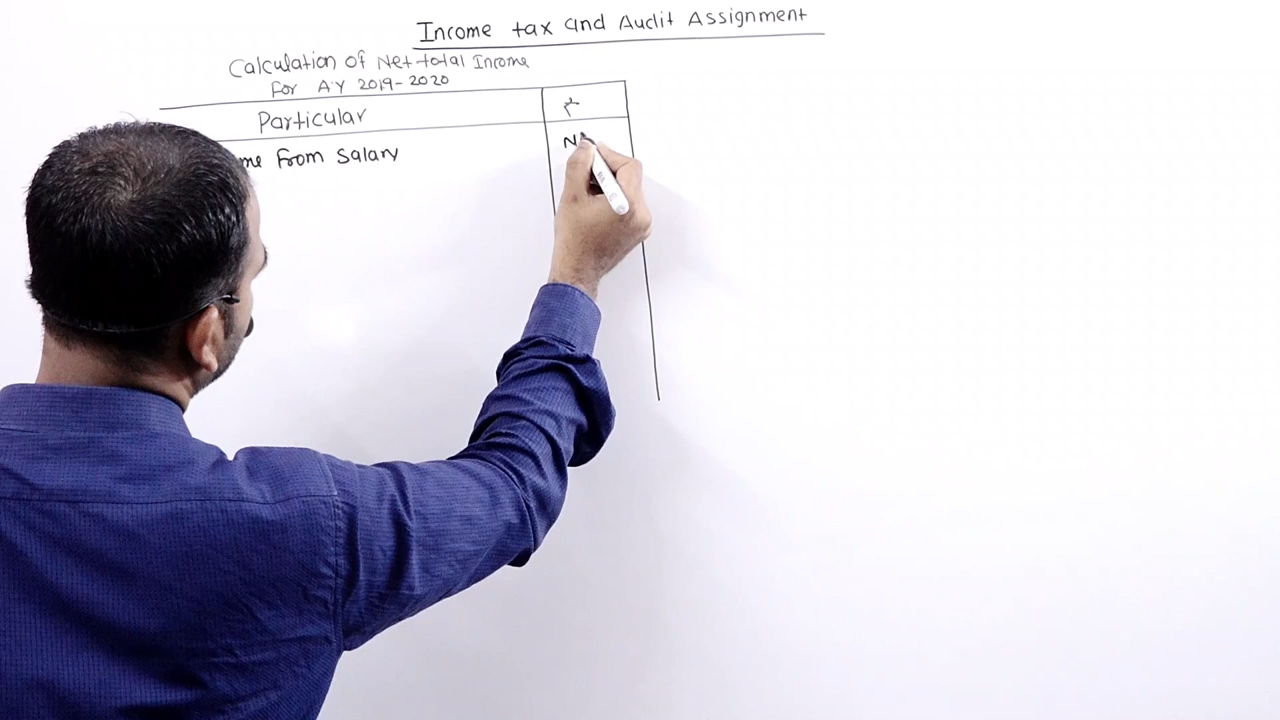 Income tax and Audit Assignment
Calculation of Net total Income
For A.Y 2019-2020
Particular ₹
me From Salary N